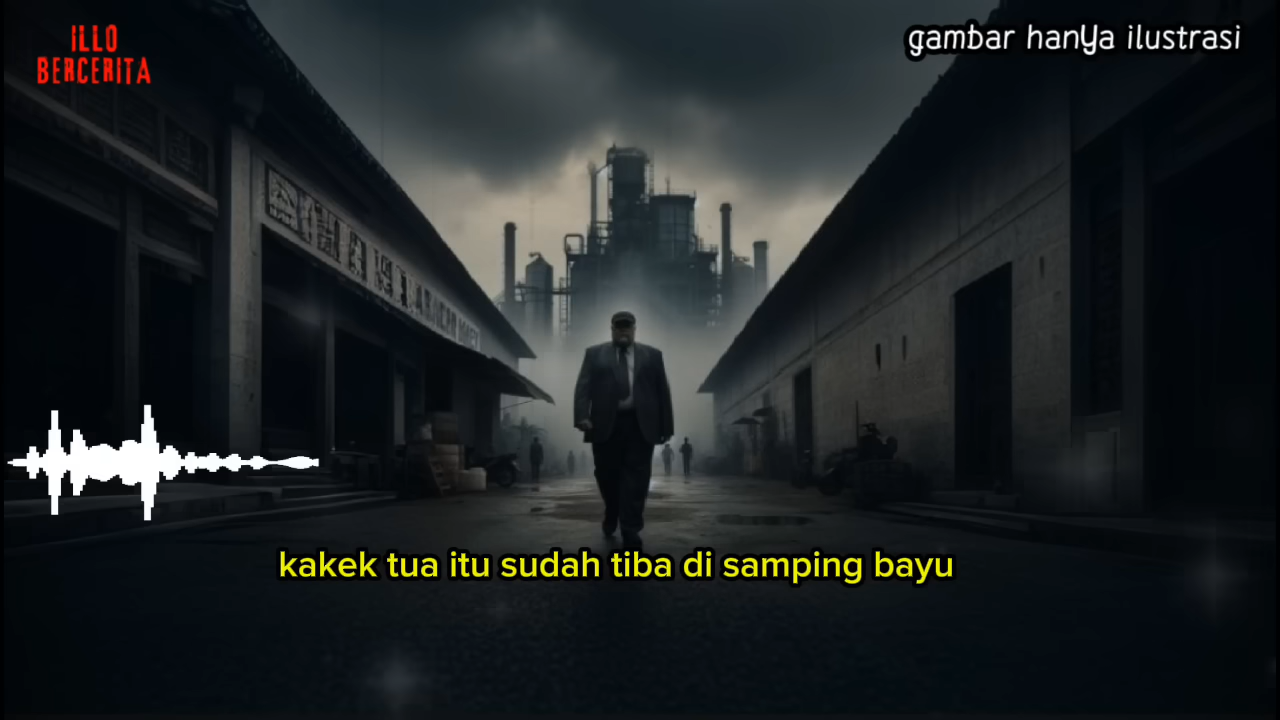 ILLO
BERCERITA
gambar hanya ilustrasi
kakek tua itu sudah tiba di samping bayu